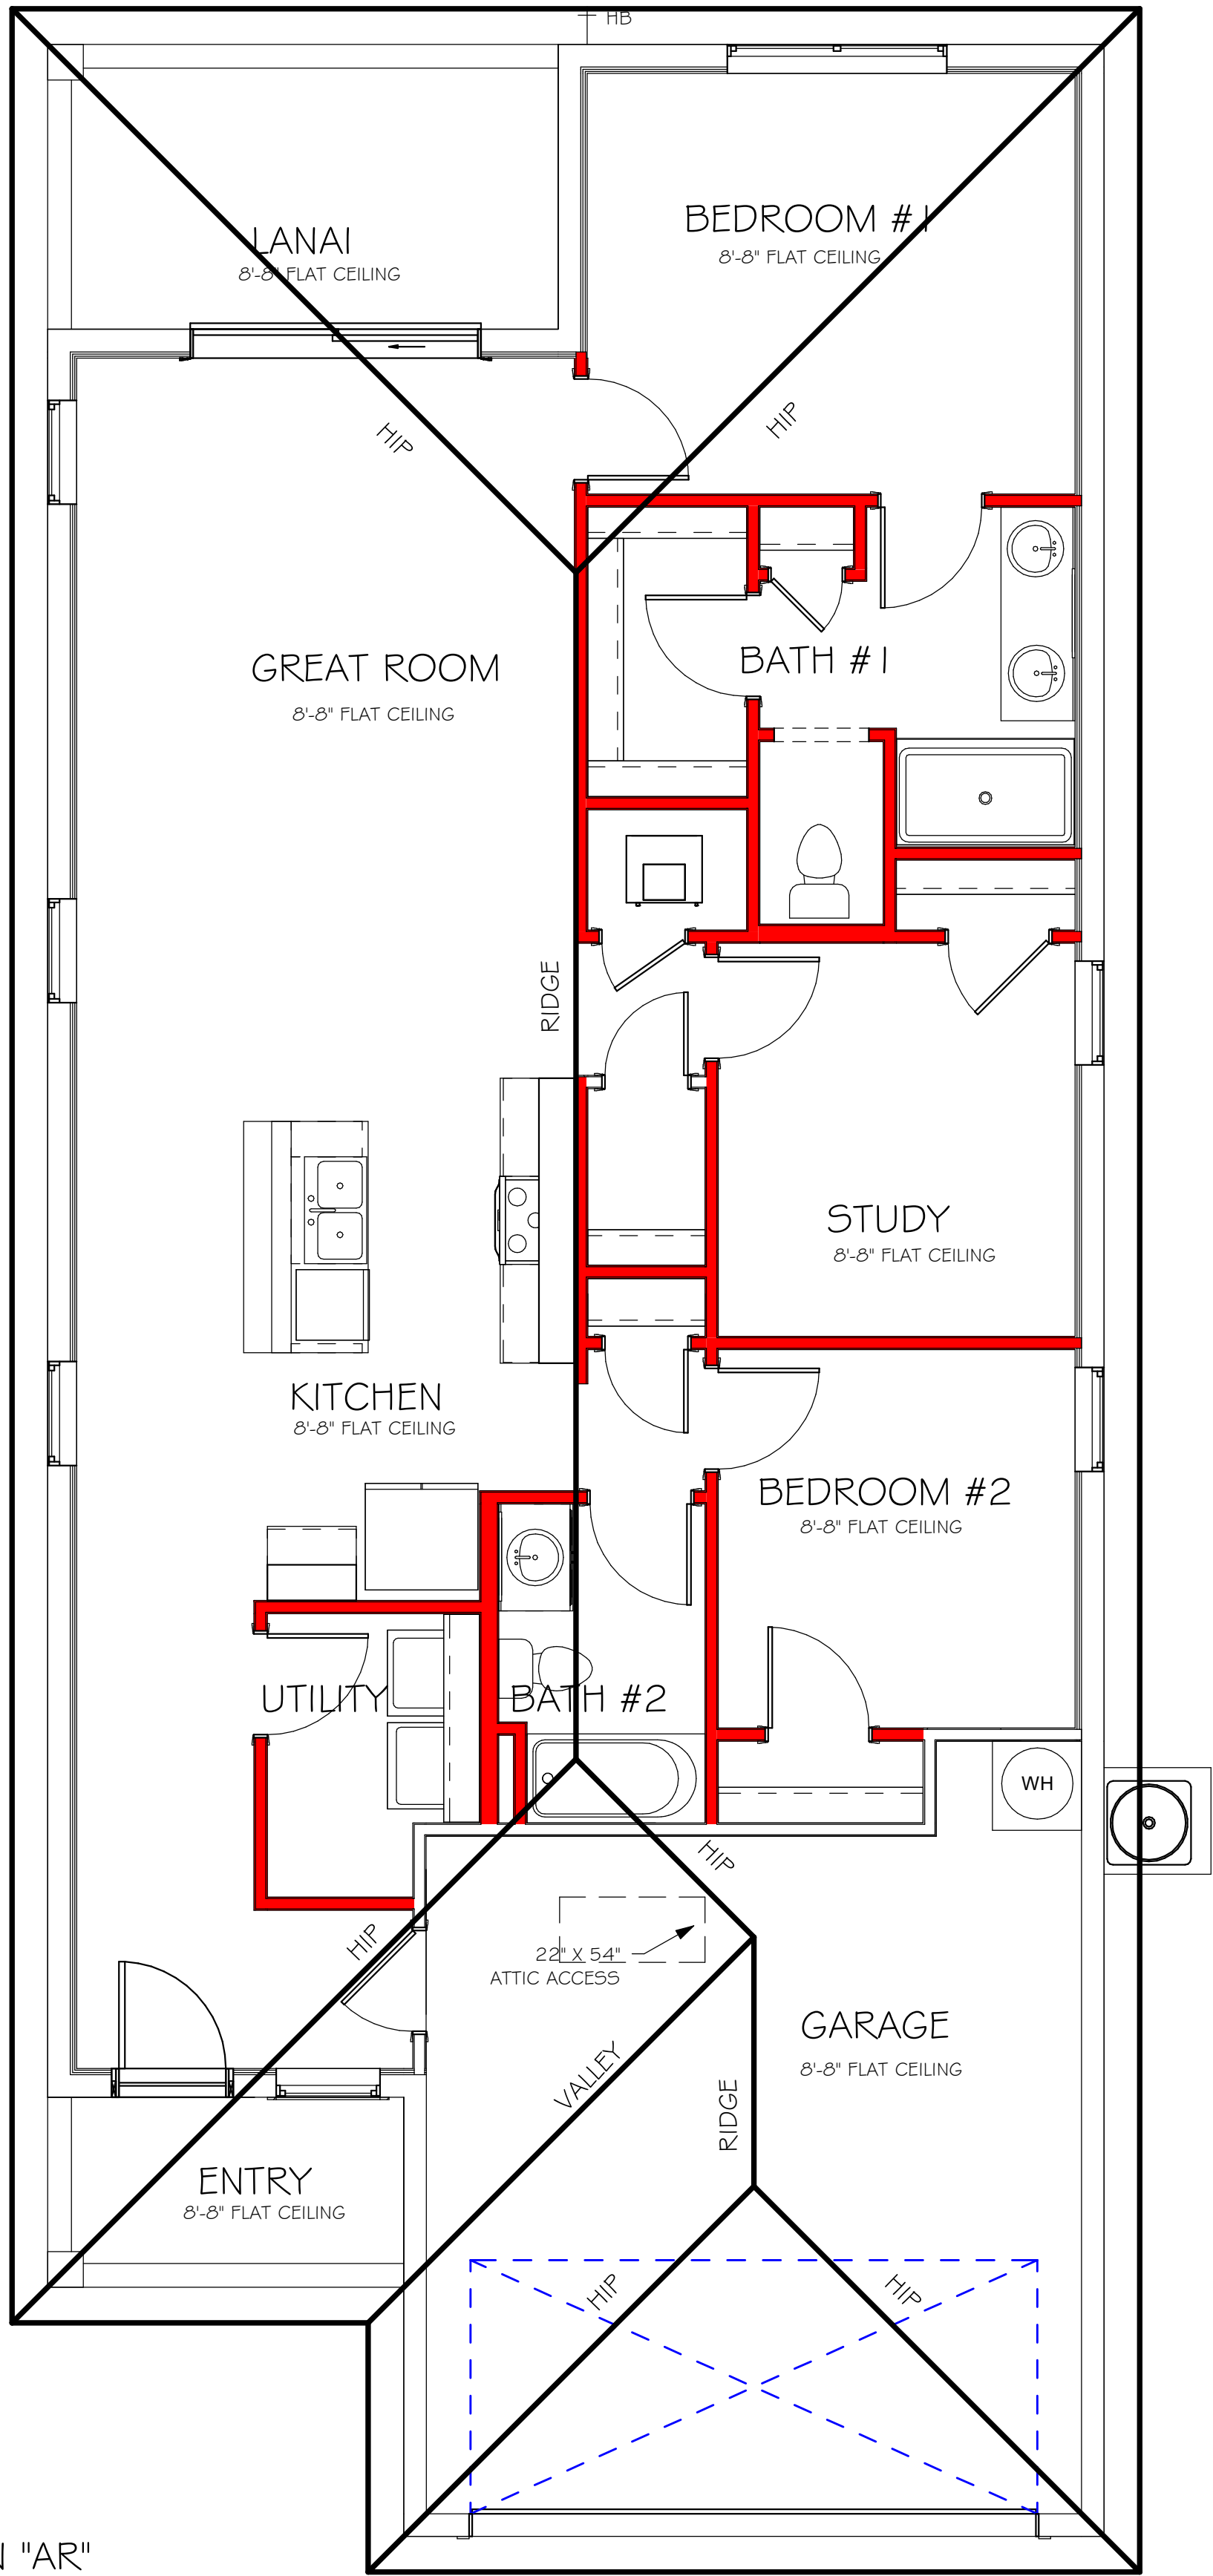 HB
BEDROOM #1
8'-8" FLAT CEILING
LANAI
8'-8" FLAT CEILING
HIP
HIP
GREAT ROOM
8'-8" FLAT CEILING
BATH #1
RIDGE
STUDY
8'-8" FLAT CEILING
KITCHEN
8'-8" FLAT CEILING
BEDROOM #2
8'-8" FLAT CEILING
UTILITY
BATH #2
WH
HIP
HIP
22" X 54"
ATTIC ACCESS
GARAGE
8'-8" FLAT CEILING
VALLEY
RIDGE
ENTRY
8'-8" FLAT CEILING
HIP
HIP
"AR"